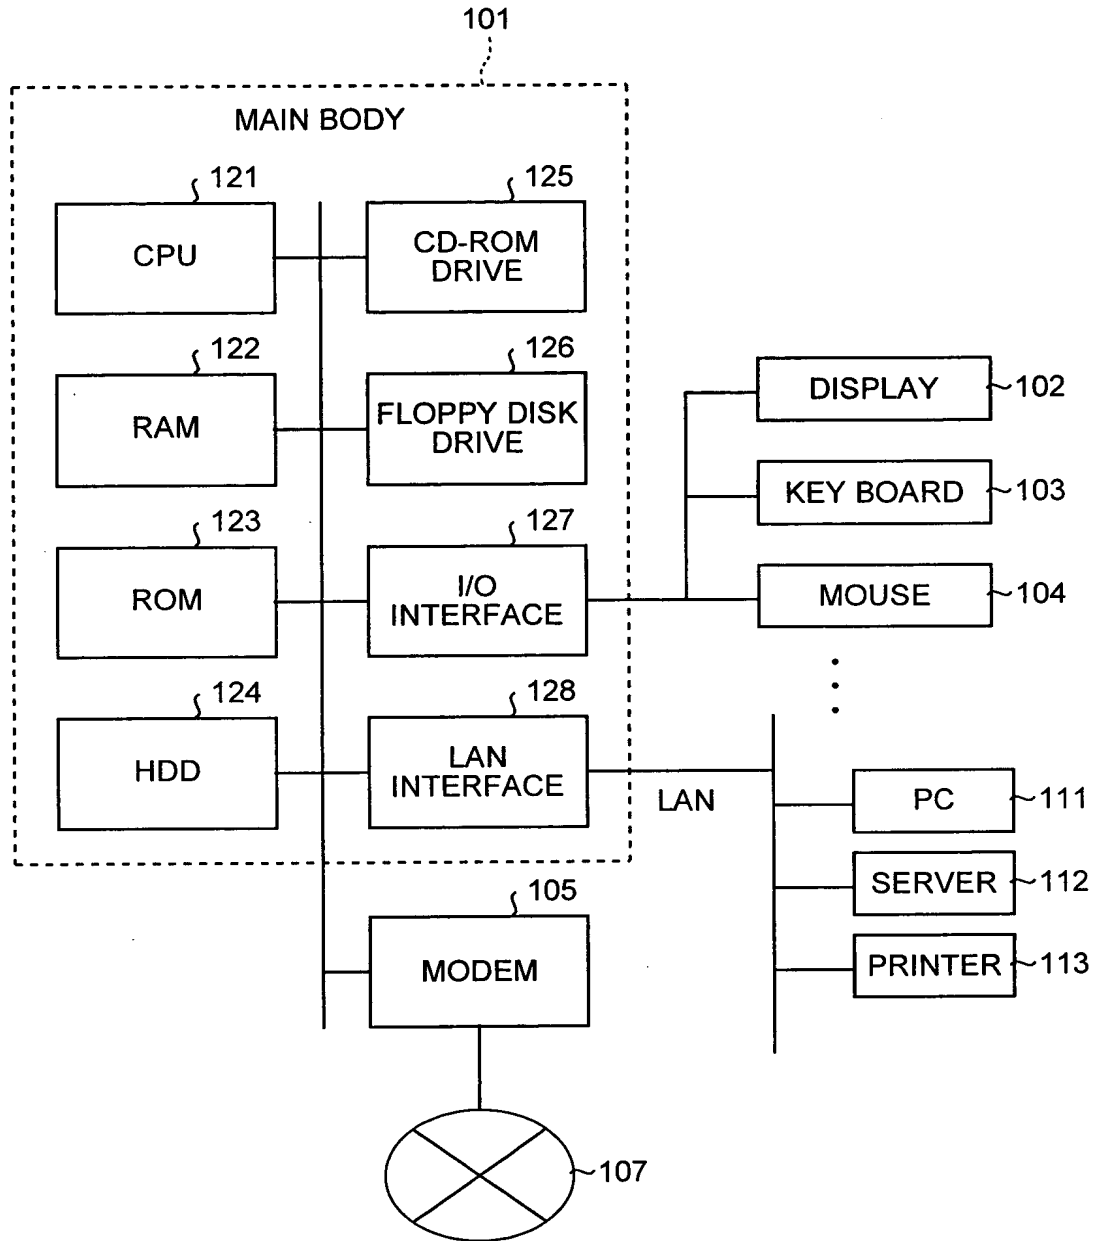 101
MAIN BODY
121
CPU
125
CD-ROM
DRIVE
122
RAM
126
FLOPPY DISK
DRIVE
123
ROM
127
I/O
INTERFACE
124
HDD
128
LAN
INTERFACE
DISPLAY
102
KEY BOARD
103
MOUSE
104
LAN
PC
111
SERVER
112
PRINTER
113
105
MODEM
107